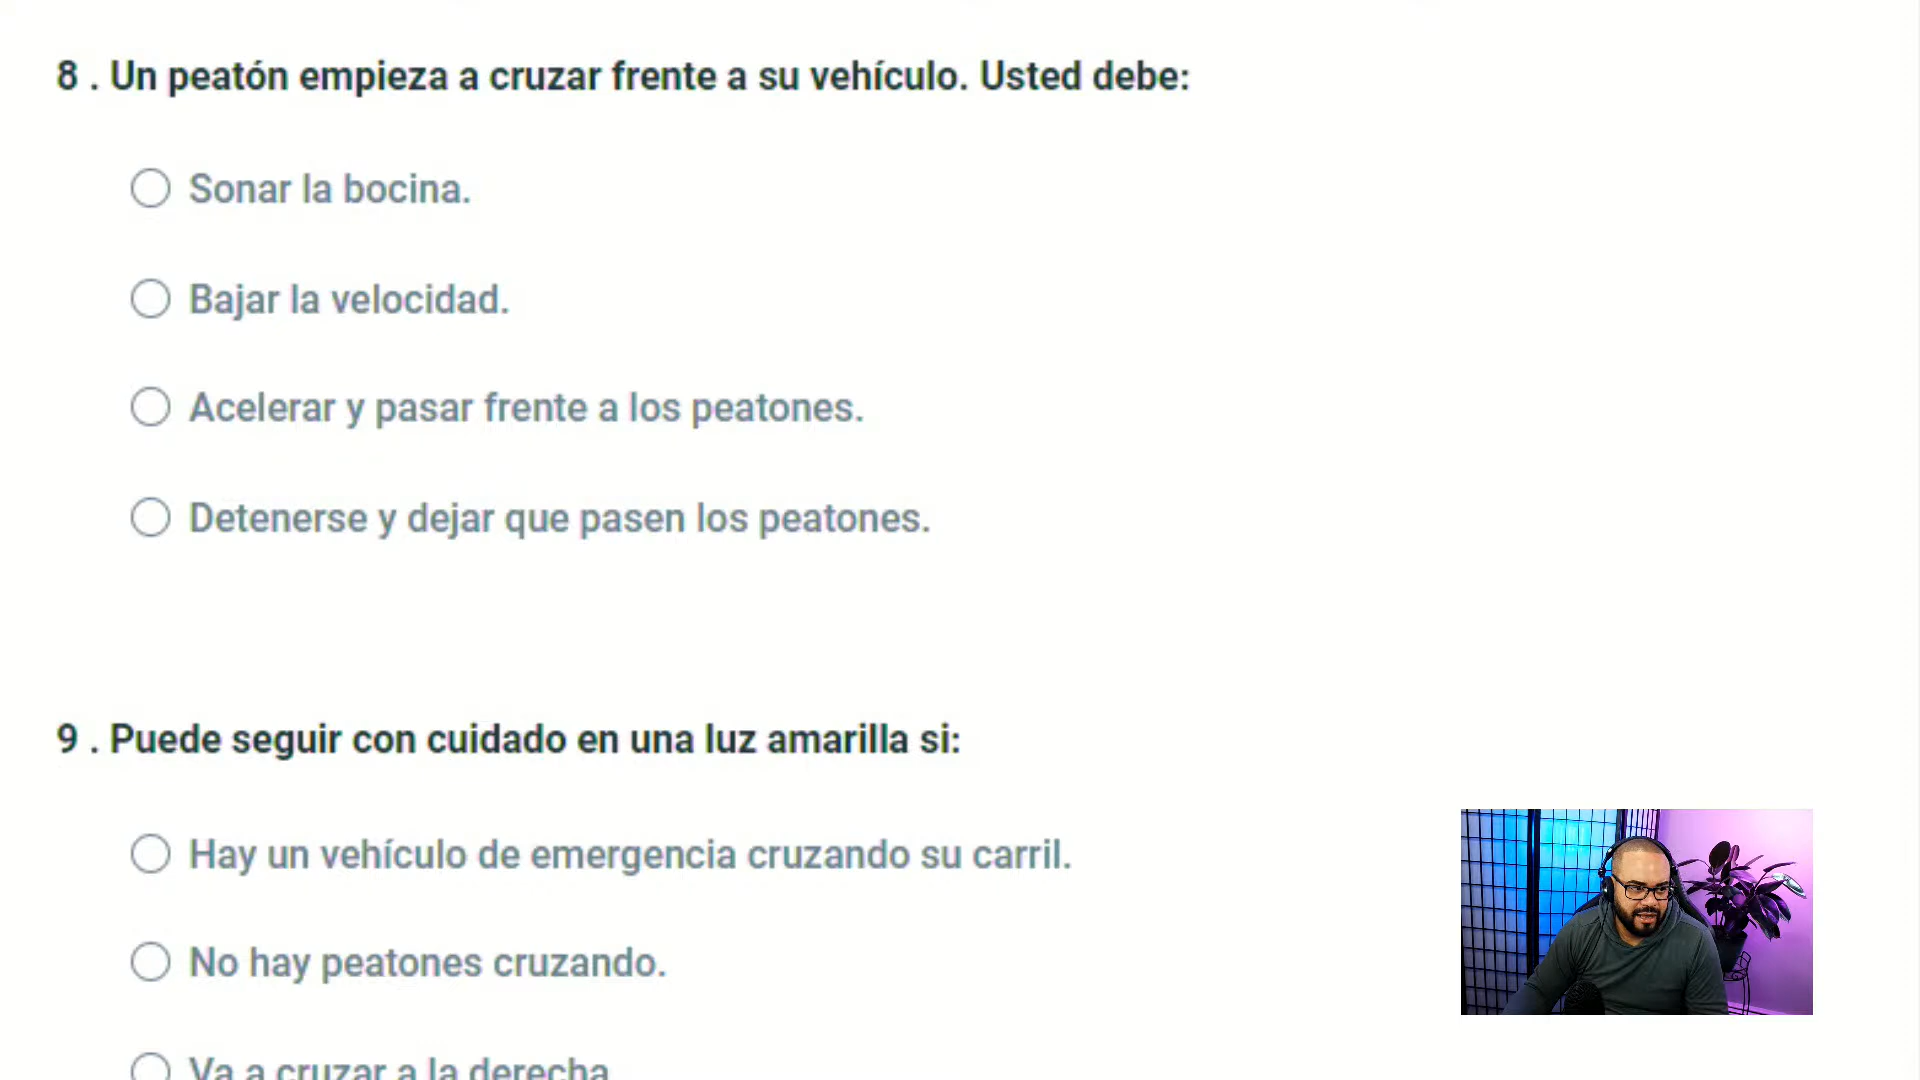 8 . Un peatón empieza a cruzar frente a su vehículo. Usted debe:
Sonar la bocina.
Bajar la velocidad.
Acelerar y pasar frente a los peatones.
Detenerse y dejar que pasen los peatones.
9 . Puede seguir con cuidado en una luz amarilla si:
Hay un vehículo de emergencia cruzando su carril.
No hay peatones cruzando.
Va a cruzar a la derecha